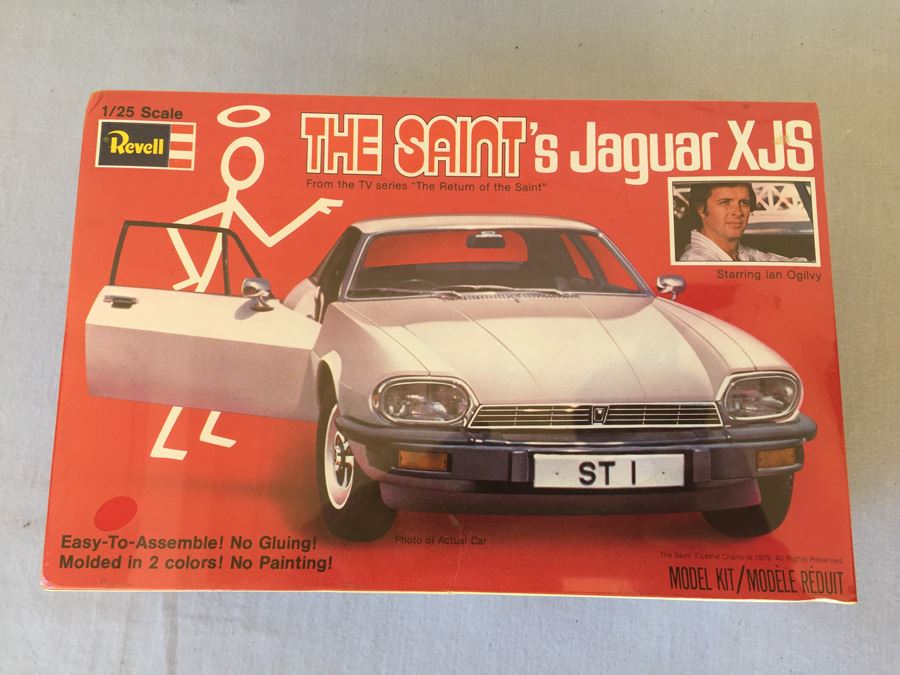 1/25 Scale
Revell
THE SAINT's Jaguar XJS
From the TV series "The Return of the Saint"
Starring Ian Ogilvy
ST 1
Easy-To-Assemble! No Gluing!
Molded in 2 colors! No Painting!
Photo of Actual Car
The Saint © Leslie Charteris 1979. All Rights Reserved.
MODEL KIT/MODÈLE RÉDUIT